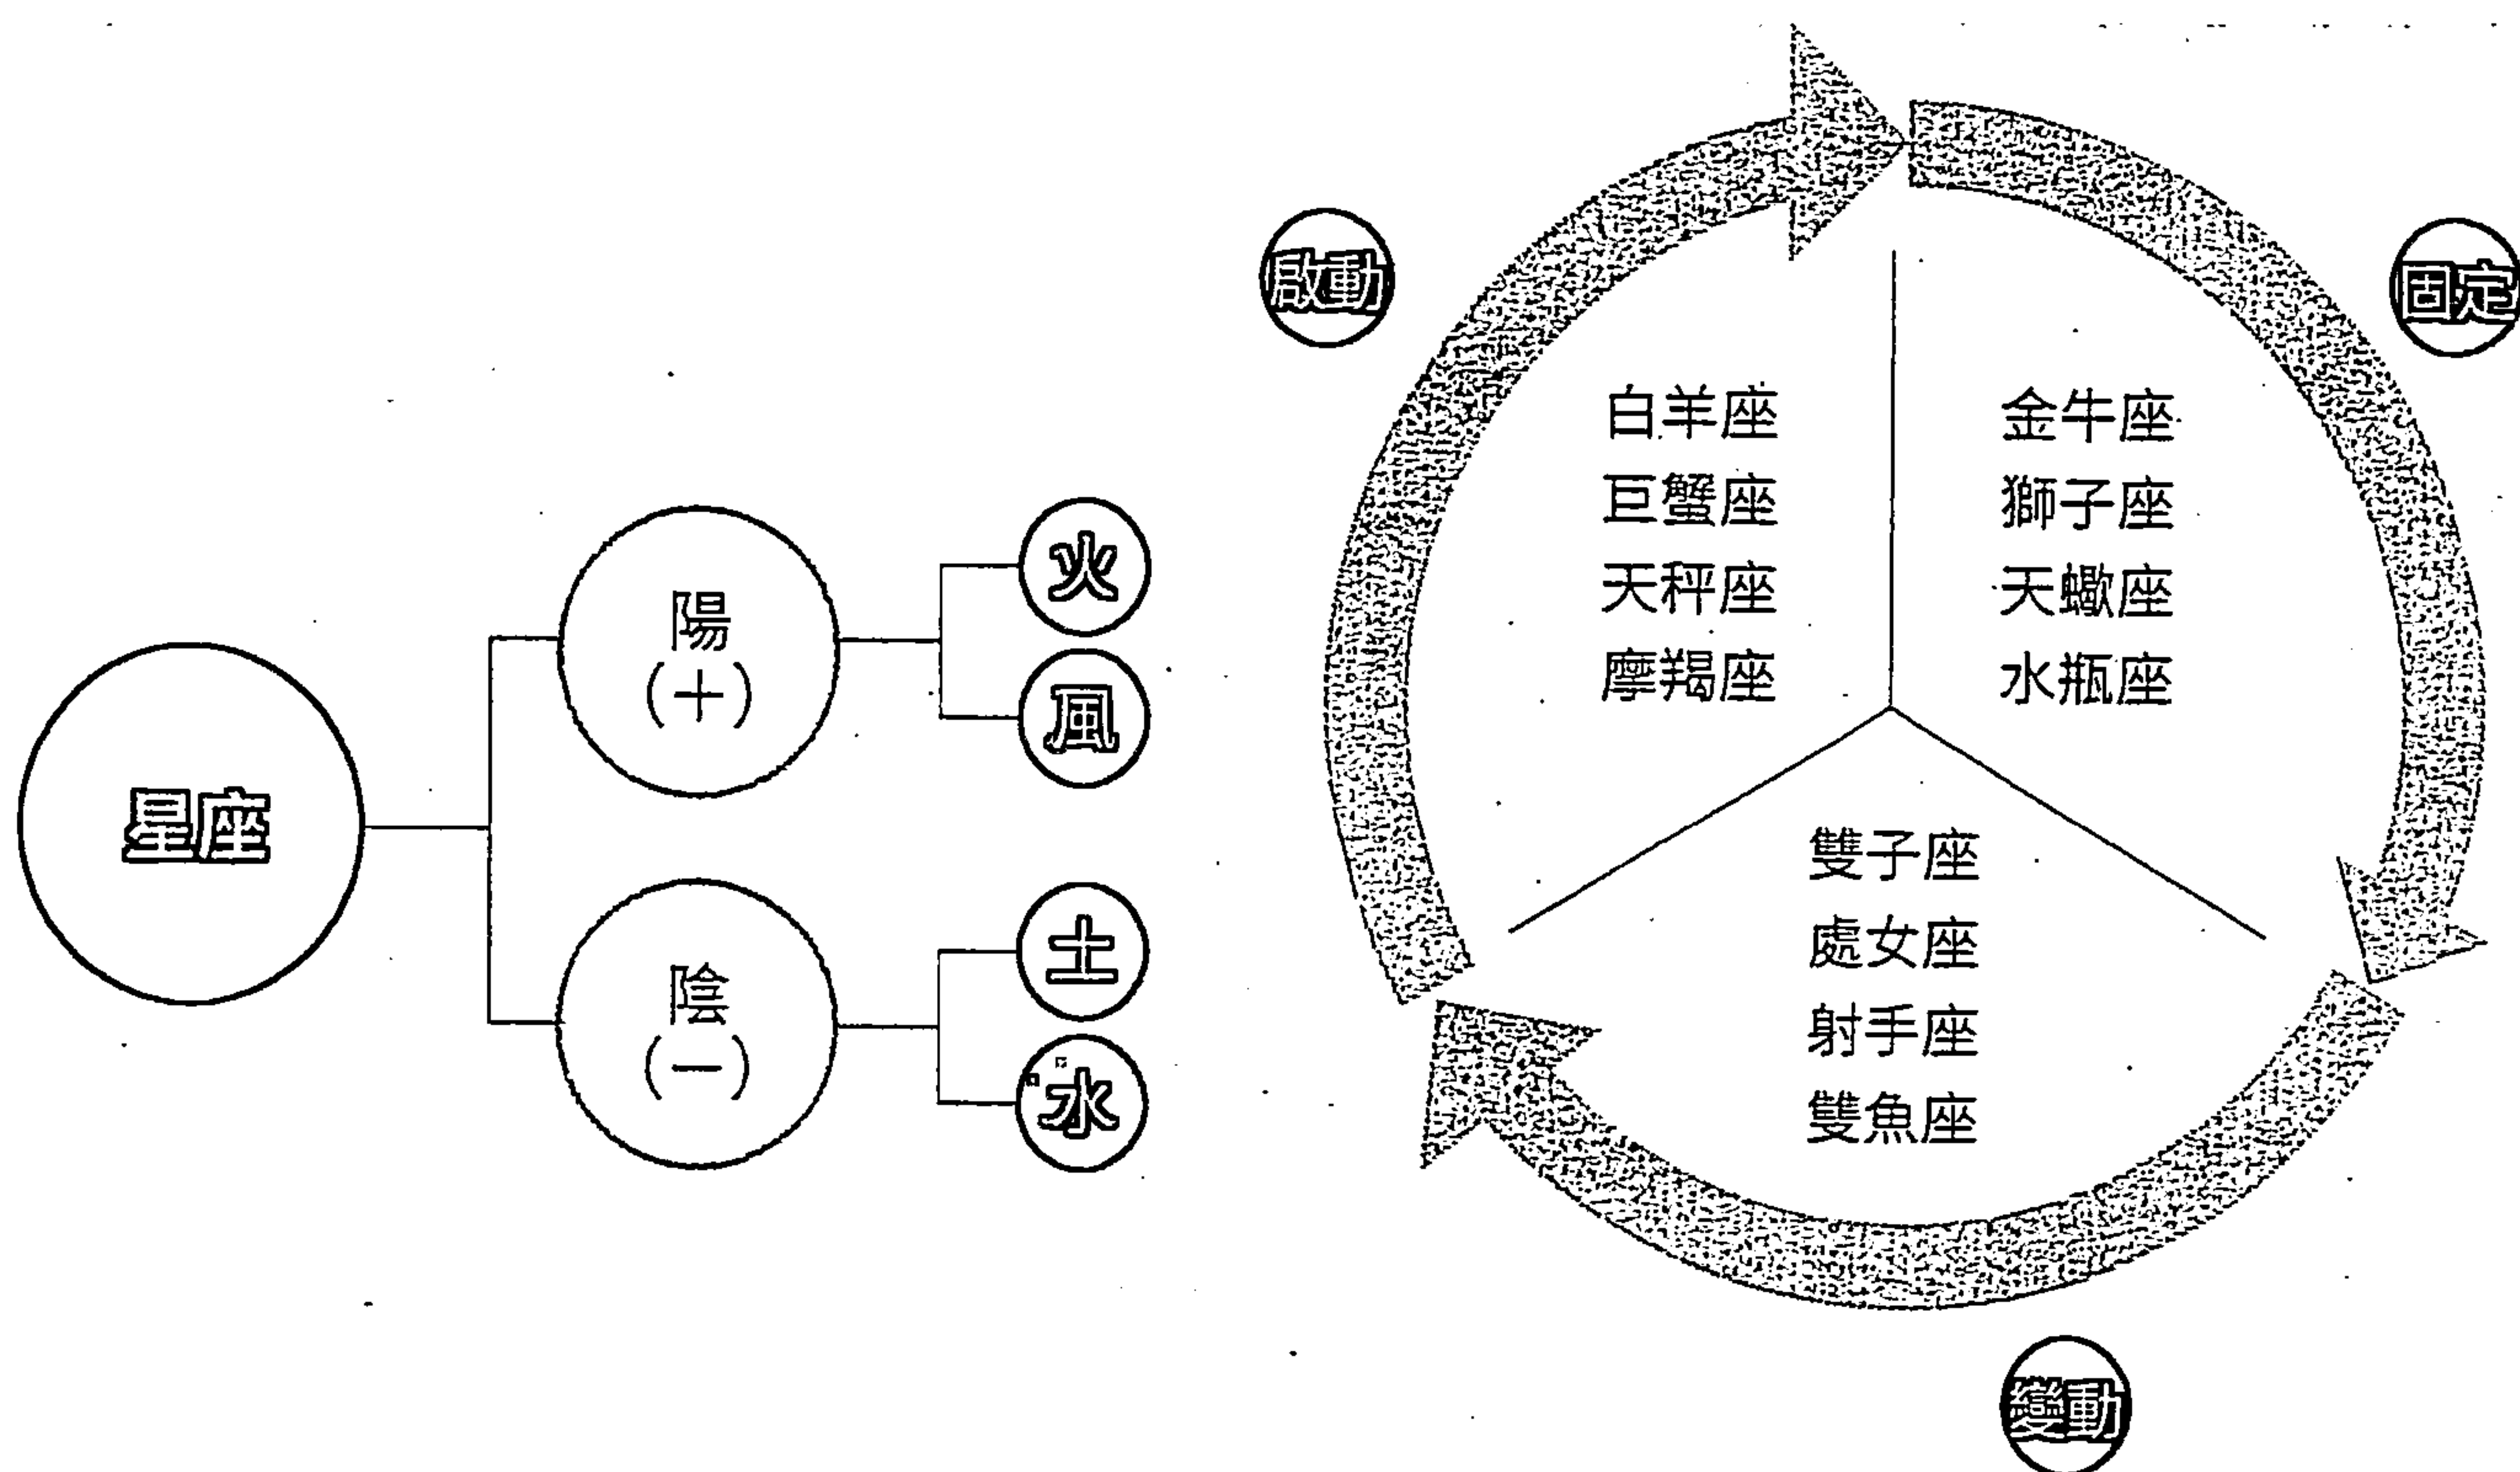 星座
陽
(十)
陰
(一)
火
風
土
水
啟動
固定
白羊座
巨蟹座
天秤座
摩羯座
金牛座
獅子座
天蠍座
水瓶座
雙子座
處女座
射手座
雙魚座
變動